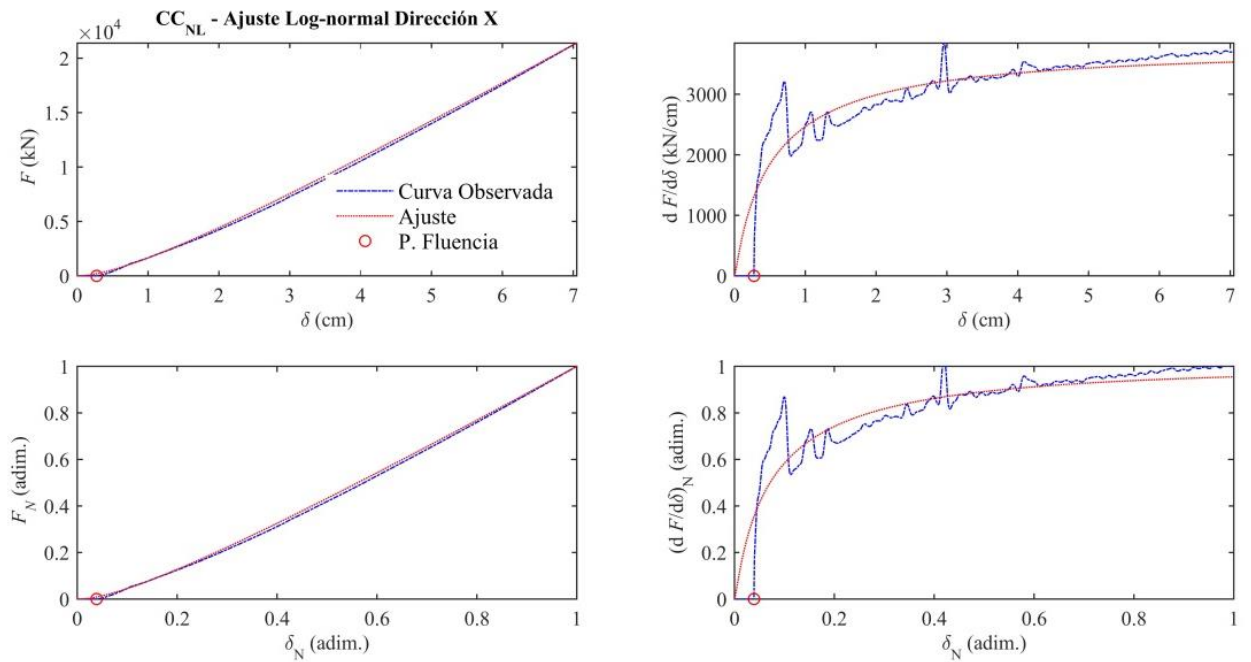 CC_NL - Ajuste Log-normal Dirección X
×10^4
2
1.5
1
0.5
0
F (kN)
0 1 2 3 4 5 6 7
δ (cm)
Curva Observada
Ajuste
P. Fluencia
3000
2000
1000
0
d F/dδ (kN/cm)
0 1 2 3 4 5 6 7
δ (cm)
1
0.8
0.6
0.4
0.2
0
F_N (adim.)
0 0.2 0.4 0.6 0.8 1
δ_N (adim.)
1
0.8
0.6
0.4
0.2
0
(d F/dδ)_N (adim.)
0 0.2 0.4 0.6 0.8 1
δ_N (adim.)